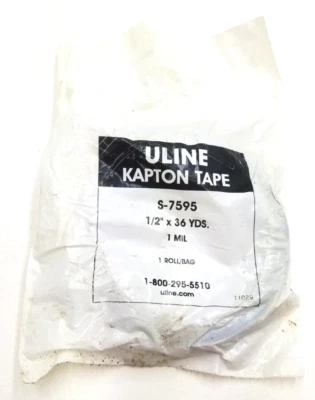 ULINE
KAPTON TAPE
S-7595
1/2" x 36 YDS.
1 MIL
1 ROLL/BAG
1-800-295-5510
uline.com